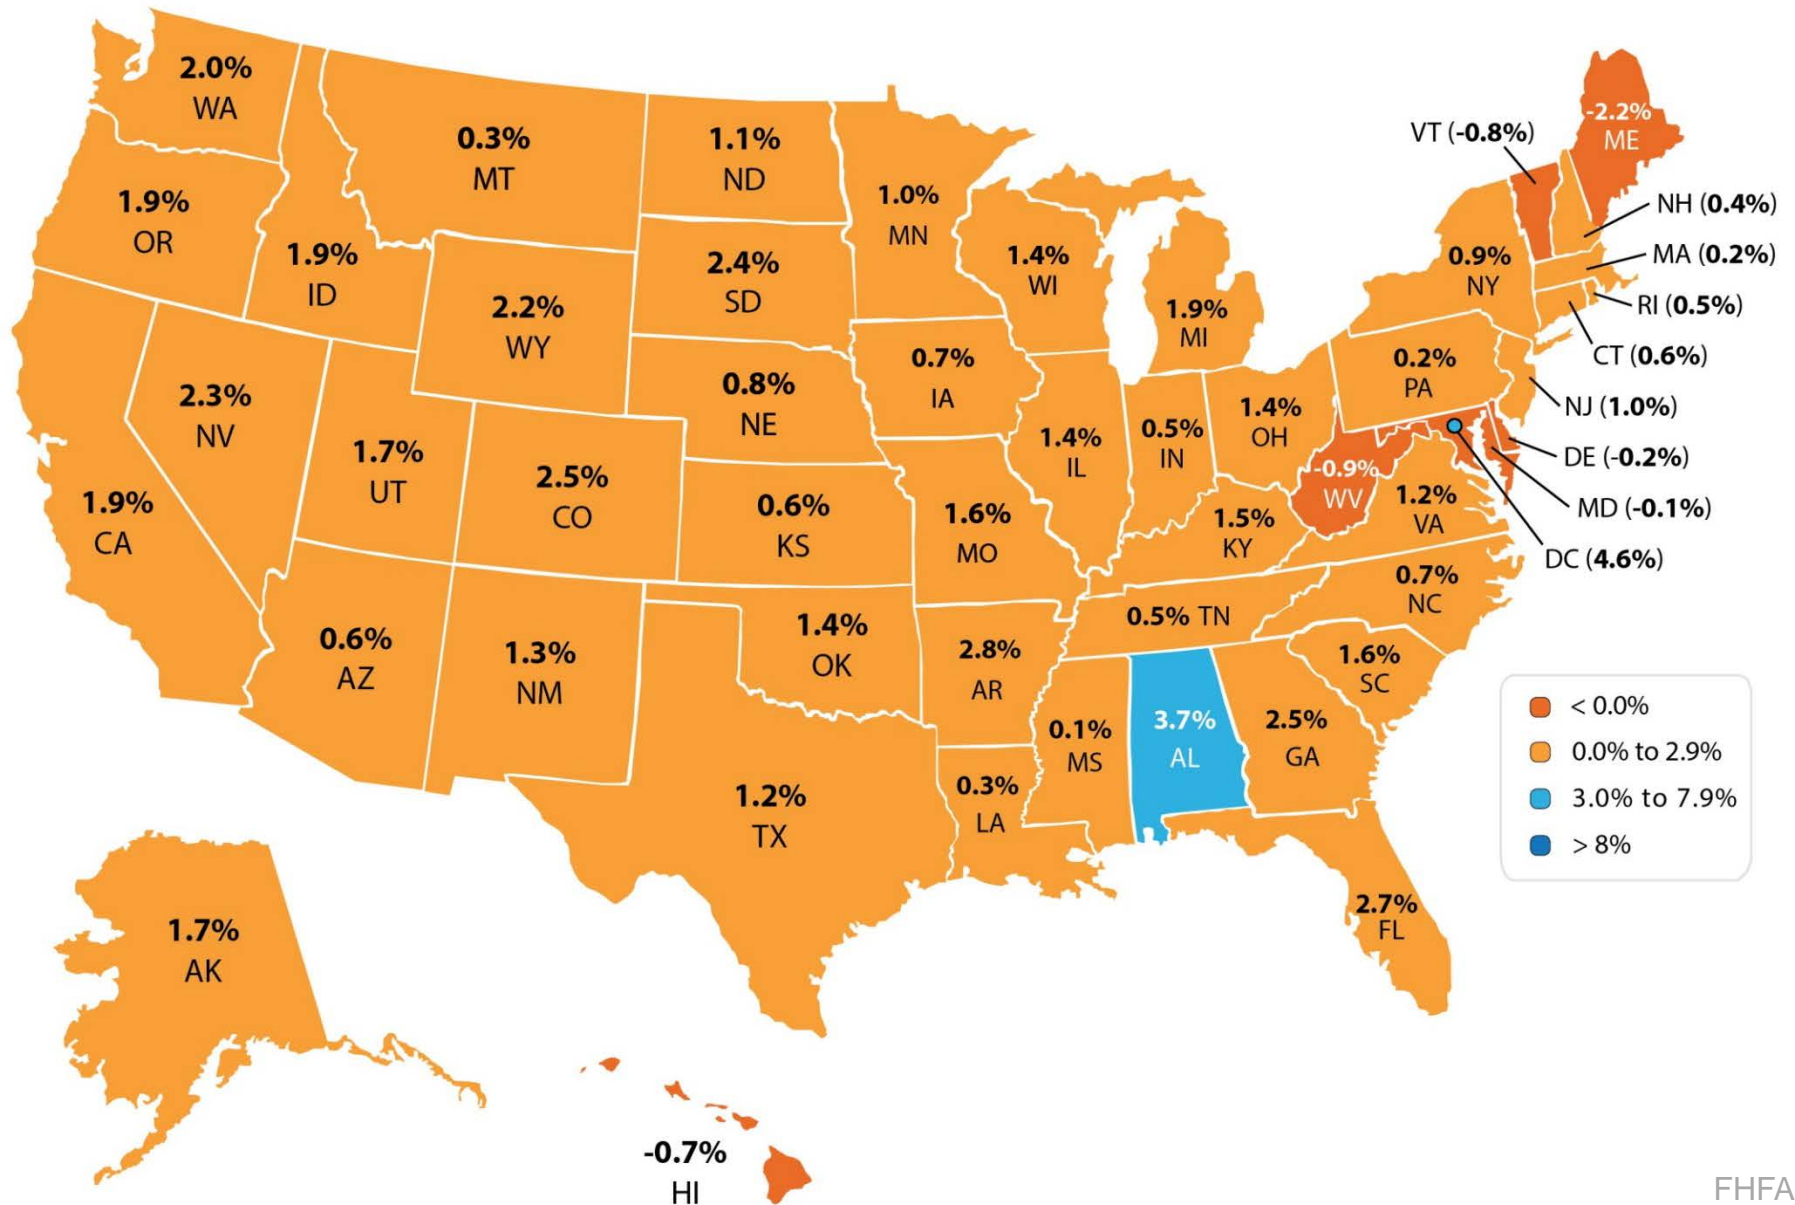 2.0%
WA
0.3%
MT
1.1%
ND
1.0%
MN
VT (-0.8%)
-2.2%
ME
1.9%
OR
1.9%
ID
2.2%
WY
2.4%
SD
1.4%
WI
1.9%
MI
0.9%
NY
NH (0.4%)
MA (0.2%)
RI (0.5%)
CT (0.6%)
NJ (1.0%)
DE (-0.2%)
MD (-0.1%)
DC (4.6%)
2.3%
NV
0.8%
NE
0.7%
IA
0.2%
PA
1.9%
CA
1.7%
UT
2.5%
CO
0.6%
KS
1.6%
MO
1.4%
IL
0.5%
IN
1.4%
OH
-0.9%
WV
1.2%
VA
1.5%
KY
0.7%
NC
0.5% TN
0.6%
AZ
1.3%
NM
1.4%
OK
2.8%
AR
1.6%
SC
0.1%
MS
3.7%
AL
2.5%
GA
1.2%
TX
0.3%
LA
2.7%
FL
< 0.0%
0.0% to 2.9%
3.0% to 7.9%
> 8%
1.7%
AK
-0.7%
HI
FHFA